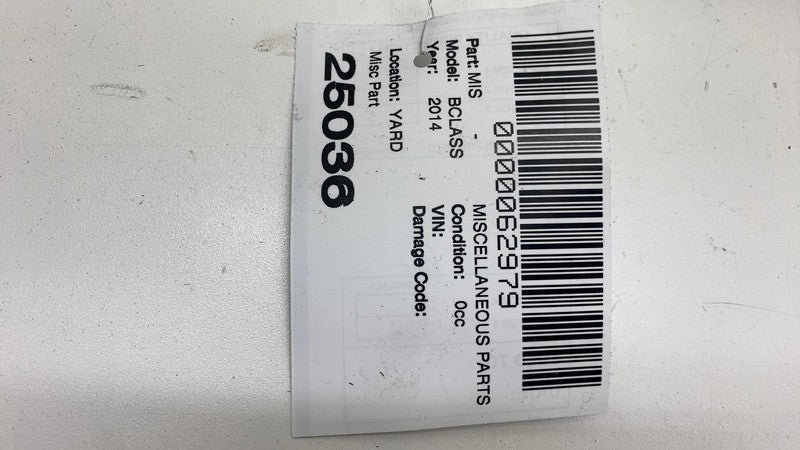 0000062979
Part: MIS - MISCELLANEOUS PARTS
Model: BCLASS Condition: 0cc
Year: 2014 VIN:
Damage Code:
Location: YARD
Misc Part
25036